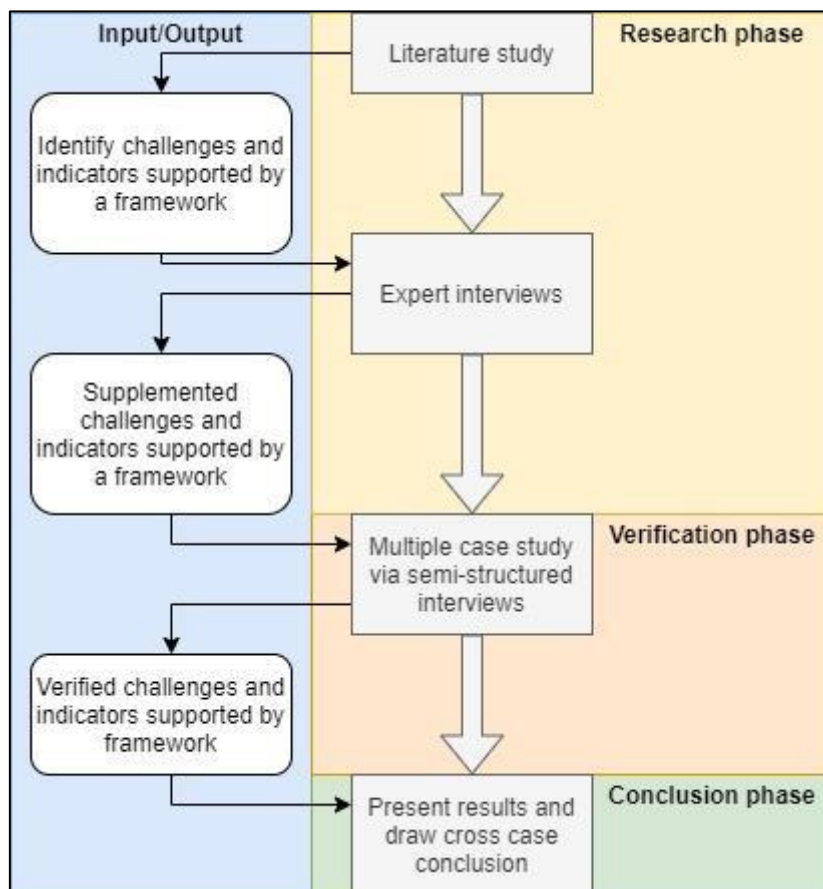 Input/Output
Research phase
Literature study
Identify challenges and
indicators supported by
a framework
Expert interviews
Supplemented
challenges and
indicators supported by
a framework
Verification phase
Multiple case study
via semi-structured
interviews
Verified challenges and
indicators supported by
framework
Conclusion phase
Present results and
draw cross case
conclusion